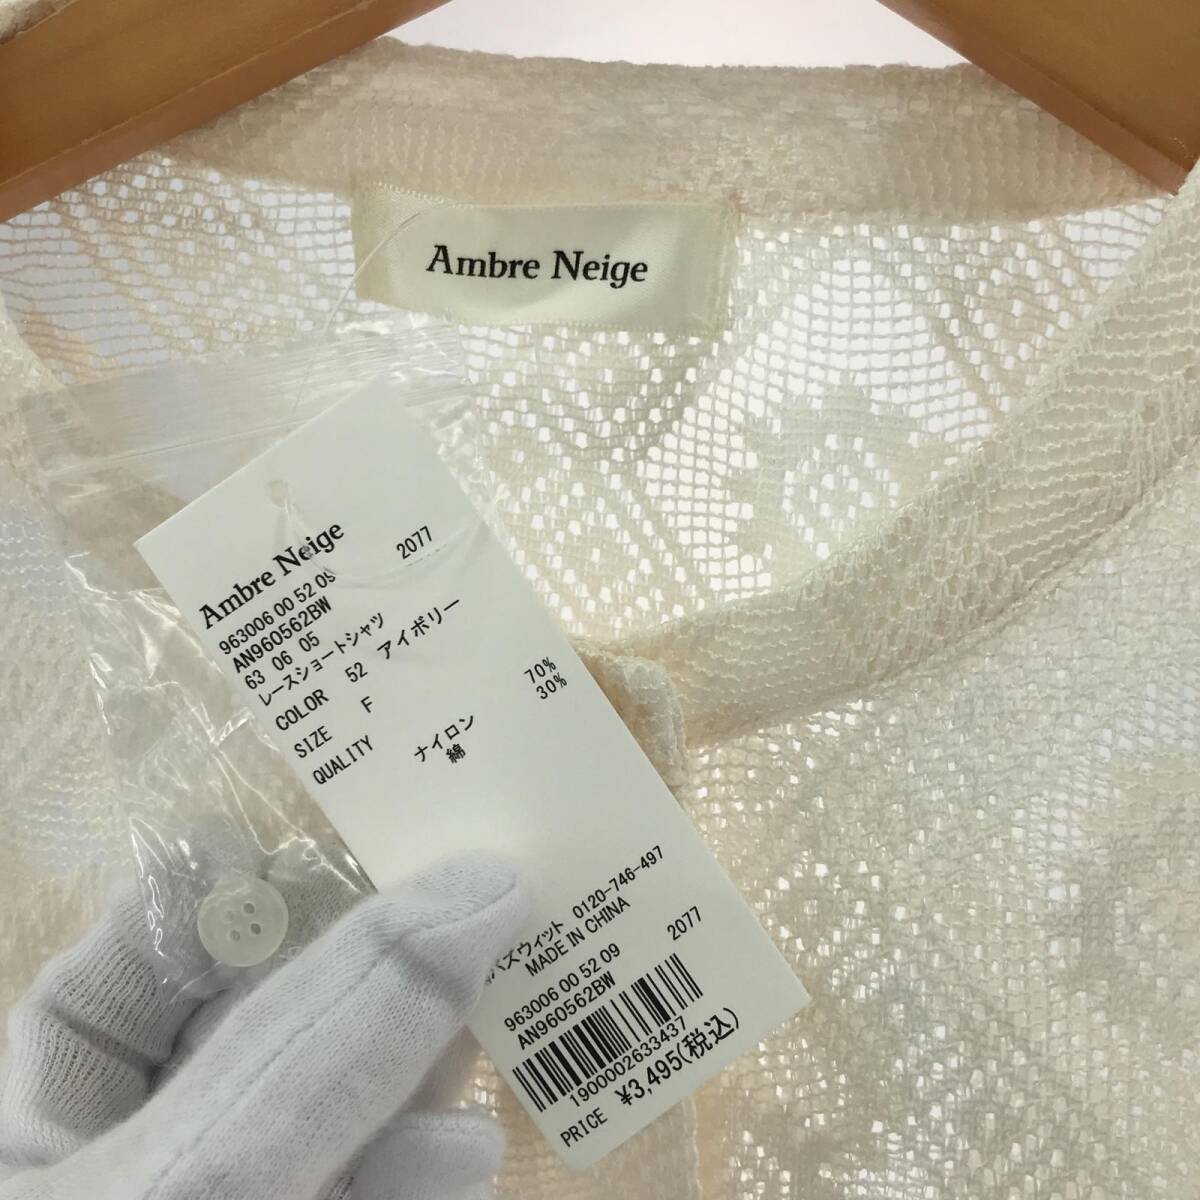 Ambre Neige
Ambre Neige
963006 00 52 09 2077
AN960562BW
63 06 05
レースショートシャツ
COLOR 52 アイボリー
SIZE F
QUALITY ナイロン 70%
綿 30%
バズウィット 0120-746-497
MADE IN CHINA
963006 00 52 09 2077
AN960562BW
1900002633437
PRICE ¥3,495(税込)